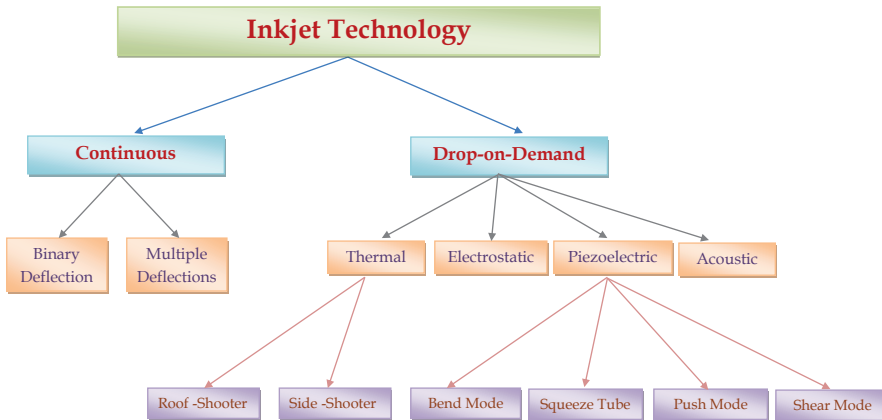 Inkjet Technology
Continuous
Drop-on-Demand
Binary
Deflection
Multiple
Deflections
Thermal
Electrostatic
Piezoelectric
Acoustic
Roof -Shooter
Side -Shooter
Bend Mode
Squeeze Tube
Push Mode
Shear Mode